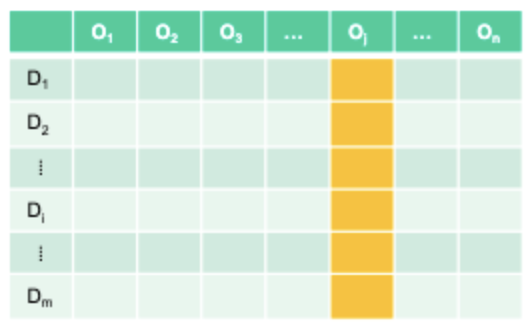 O₁ O₂ O₃ ... Oⱼ ... Oₙ
D₁
D₂
⁞
Dᵢ
⁞
Dₘ